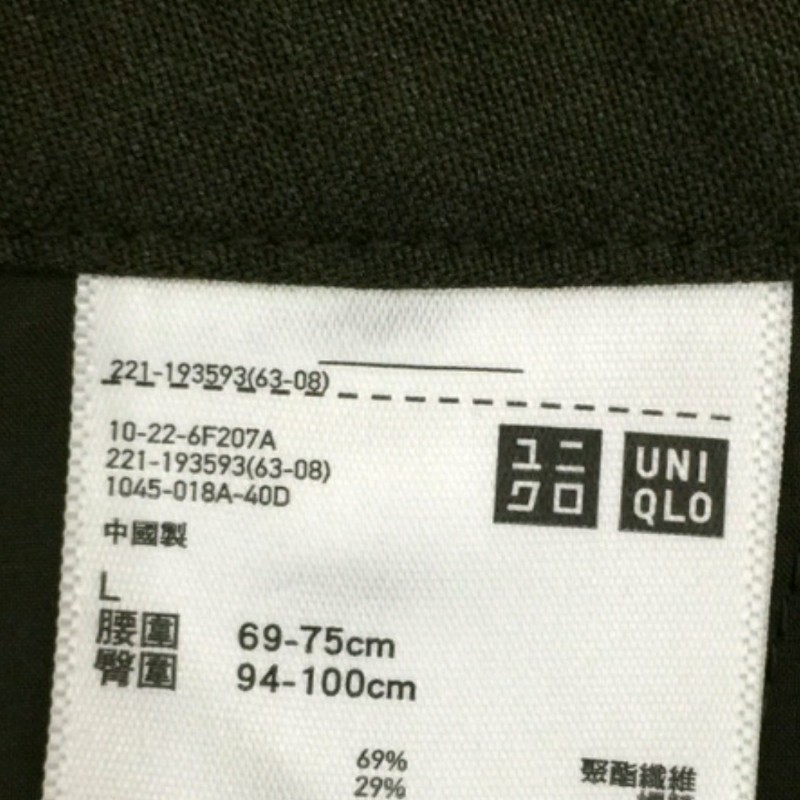 221-193593(63-08)
10-22-6F207A
221-193593(63-08)
1045-018A-40D
ユニ
クロ
UNI
QLO
中國製
L
腰圍 69-75cm
臀圍 94-100cm
69% 聚酯纖維
29%